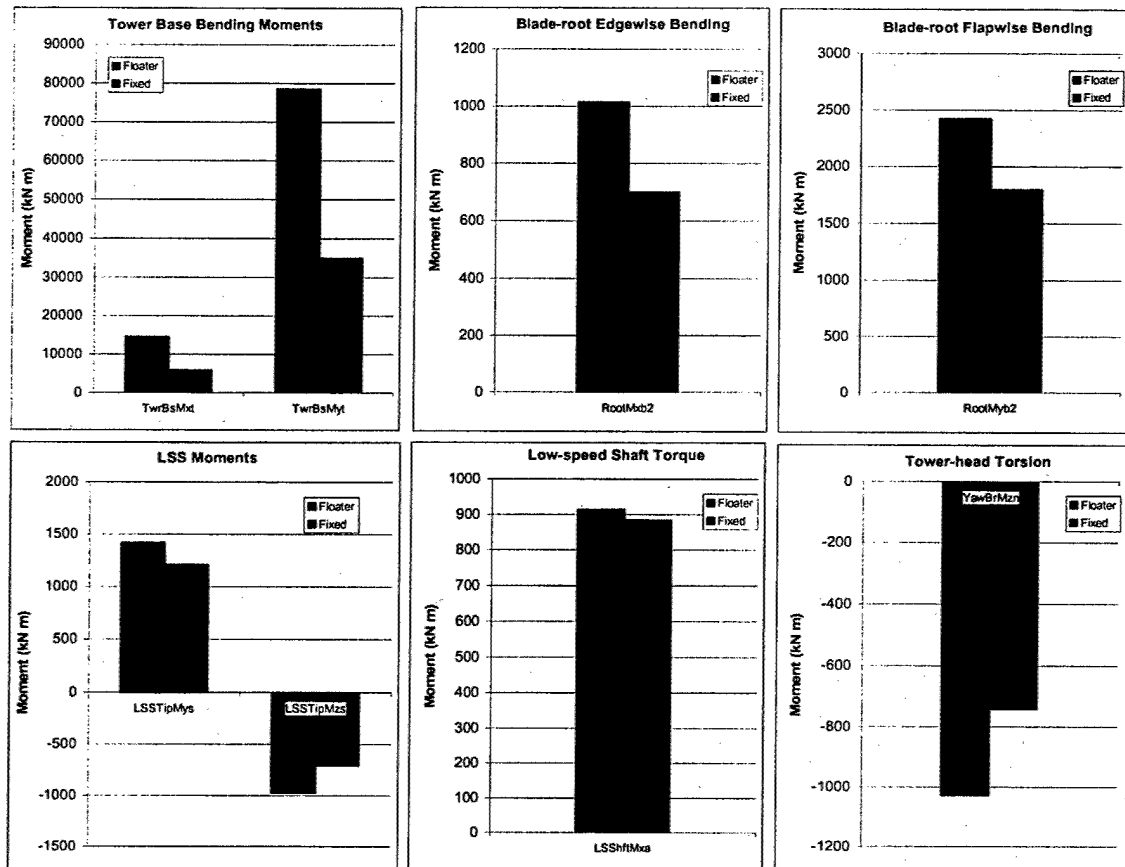 Tower Base Bending Moments
90000
80000
70000
60000
50000
40000
30000
20000
10000
0
Moment (kN m)
Floater
Fixed
TwrBsMxt
TwrBsMyt
Blade-root Edgewise Bending
1200
1000
800
600
400
200
0
Moment (kN m)
Floater
Fixed
RootMxb2
Blade-root Flapwise Bending
3000
2500
2000
1500
1000
500
0
Moment (kN m)
Floater
Fixed
RootMyb2
LSS Moments
2000
1500
1000
500
0
-500
-1000
-1500
Moment (kN m)
Floater
Fixed
LSSTipMys
LSSTipMzs
Low-speed Shaft Torque
1000
900
800
700
600
500
400
300
200
100
0
Moment (kN m)
Floater
Fixed
LSShftMxa
Tower-head Torsion
0
-200
-400
-600
-800
-1000
-1200
Moment (kN m)
YawBrMzn
Floater
Fixed